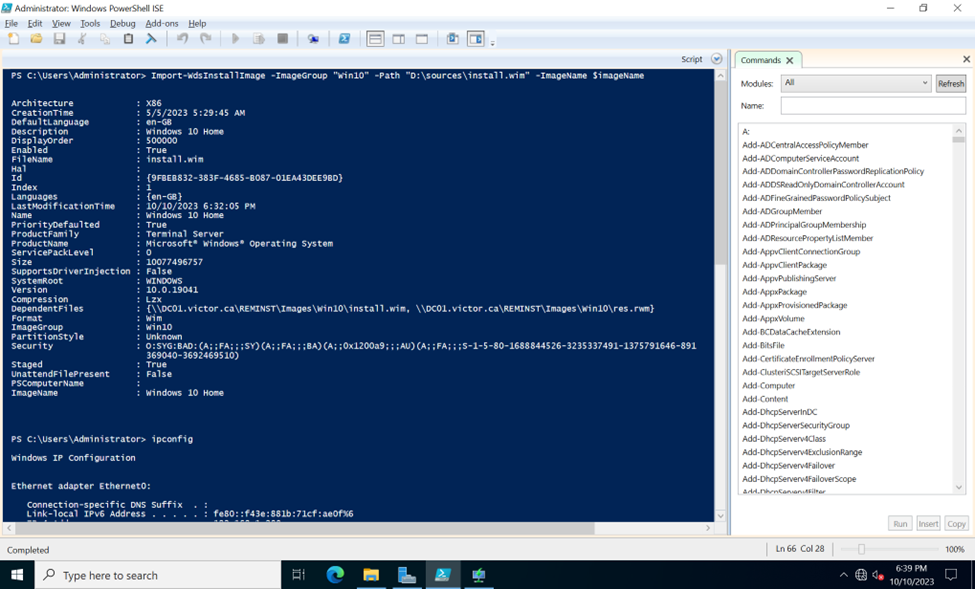 Administrator: Windows PowerShell ISE
File Edit View Tools Debug Add-ons Help
Script
PS C:\Users\Administrator> Import-WdsInstallImage -ImageGroup "Win10" -Path "D:\sources\install.wim" -ImageName $imageName
Architecture : X86
CreationTime : 5/5/2023 5:29:45 AM
DefaultLanguage : en-GB
Description : Windows 10 Home
DisplayOrder : 500000
Enabled : True
FileName : install.wim
Hal :
Id : {9FBEB832-383F-4685-B087-01EA43DEE9BD}
Index : 1
Languages : {en-GB}
LastModificationTime : 10/10/2023 6:32:05 PM
Name : Windows 10 Home
PriorityDefaulted : True
ProductFamily : Terminal Server
ProductName : Microsoft® Windows® Operating System
ServicePackLevel : 0
Size : 10077496757
SupportsDriverInjection : False
SystemRoot : WINDOWS
Version : 10.0.19041
Compression : Lzx
DependentFiles : {\\DC01.victor.ca\REMINST\Images\Win10\install.wim, \\DC01.victor.ca\REMINST\Images\Win10\res.rwm}
Format : Wim
ImageGroup : Win10
PartitionStyle : Unknown
Security : O:SYG:BAD:(A;;FA;;;SY)(A;;FA;;;BA)(A;;0x1200a9;;;AU)(A;;FA;;;S-1-5-80-1688844526-3235337491-1375791646-891
369040-3692469510)
Staged : True
UnattendFilePresent : False
PSComputerName :
ImageName : Windows 10 Home
PS C:\Users\Administrator> ipconfig
Windows IP Configuration
Ethernet adapter Ethernet0:
Connection-specific DNS Suffix . :
Link-local IPv6 Address . . . . . : fe80::f43e:881b:71cf:ae0f%6
Commands
Modules: All Refresh
Name:
A:
Add-ADCentralAccessPolicyMember
Add-ADComputerServiceAccount
Add-ADDomainControllerPasswordReplicationPolicy
Add-ADDSReadOnlyDomainControllerAccount
Add-ADFineGrainedPasswordPolicySubject
Add-ADGroupMember
Add-ADPrincipalGroupMembership
Add-ADResourcePropertyListMember
Add-AppvClientConnectionGroup
Add-AppvClientPackage
Add-AppvPublishingServer
Add-AppxPackage
Add-AppxProvisionedPackage
Add-AppxVolume
Add-BCDataCacheExtension
Add-BitsFile
Add-CertificateEnrollmentPolicyServer
Add-ClusteriSCSITargetServerRole
Add-Computer
Add-Content
Add-DhcpServerInDC
Add-DhcpServerSecurityGroup
Add-DhcpServerv4Class
Add-DhcpServerv4ExclusionRange
Add-DhcpServerv4Failover
Add-DhcpServerv4FailoverScope
Add-DhcpServerv4Filter
Run Insert Copy
Completed
Ln 66 Col 28
100%
Type here to search
6:39 PM
10/10/2023